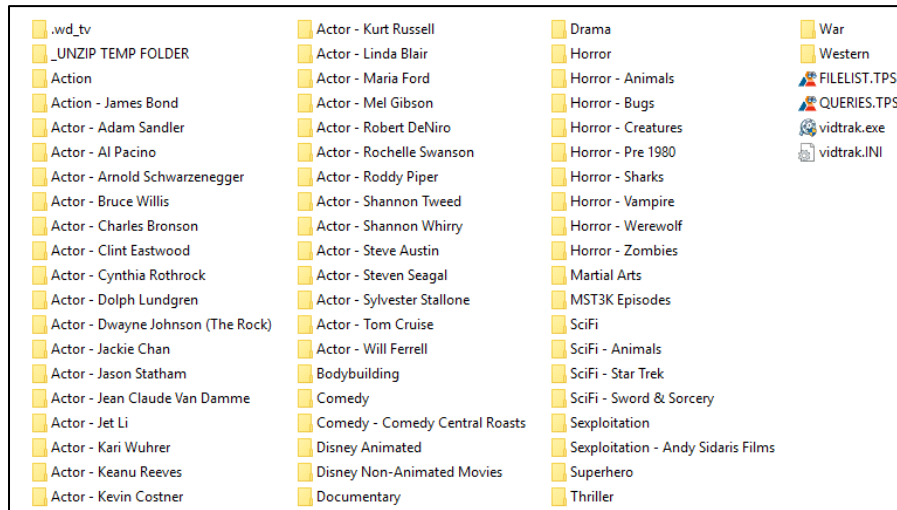 .wd_tv
_UNZIP TEMP FOLDER
Action
Action - James Bond
Actor - Adam Sandler
Actor - Al Pacino
Actor - Arnold Schwarzenegger
Actor - Bruce Willis
Actor - Charles Bronson
Actor - Clint Eastwood
Actor - Cynthia Rothrock
Actor - Dolph Lundgren
Actor - Dwayne Johnson (The Rock)
Actor - Jackie Chan
Actor - Jason Statham
Actor - Jean Claude Van Damme
Actor - Jet Li
Actor - Kari Wuhrer
Actor - Keanu Reeves
Actor - Kevin Costner
Actor - Kurt Russell
Actor - Linda Blair
Actor - Maria Ford
Actor - Mel Gibson
Actor - Robert DeNiro
Actor - Rochelle Swanson
Actor - Roddy Piper
Actor - Shannon Tweed
Actor - Shannon Whirry
Actor - Steve Austin
Actor - Steven Seagal
Actor - Sylvester Stallone
Actor - Tom Cruise
Actor - Will Ferrell
Bodybuilding
Comedy
Comedy - Comedy Central Roasts
Disney Animated
Disney Non-Animated Movies
Documentary
Drama
Horror
Horror - Animals
Horror - Bugs
Horror - Creatures
Horror - Pre 1980
Horror - Sharks
Horror - Vampire
Horror - Werewolf
Horror - Zombies
Martial Arts
MST3K Episodes
SciFi
SciFi - Animals
SciFi - Star Trek
SciFi - Sword & Sorcery
Sexploitation
Sexploitation - Andy Sidaris Films
Superhero
Thriller
War
Western
FILELIST.TPS
QUERIES.TPS
vidtrak.exe
vidtrak.INI